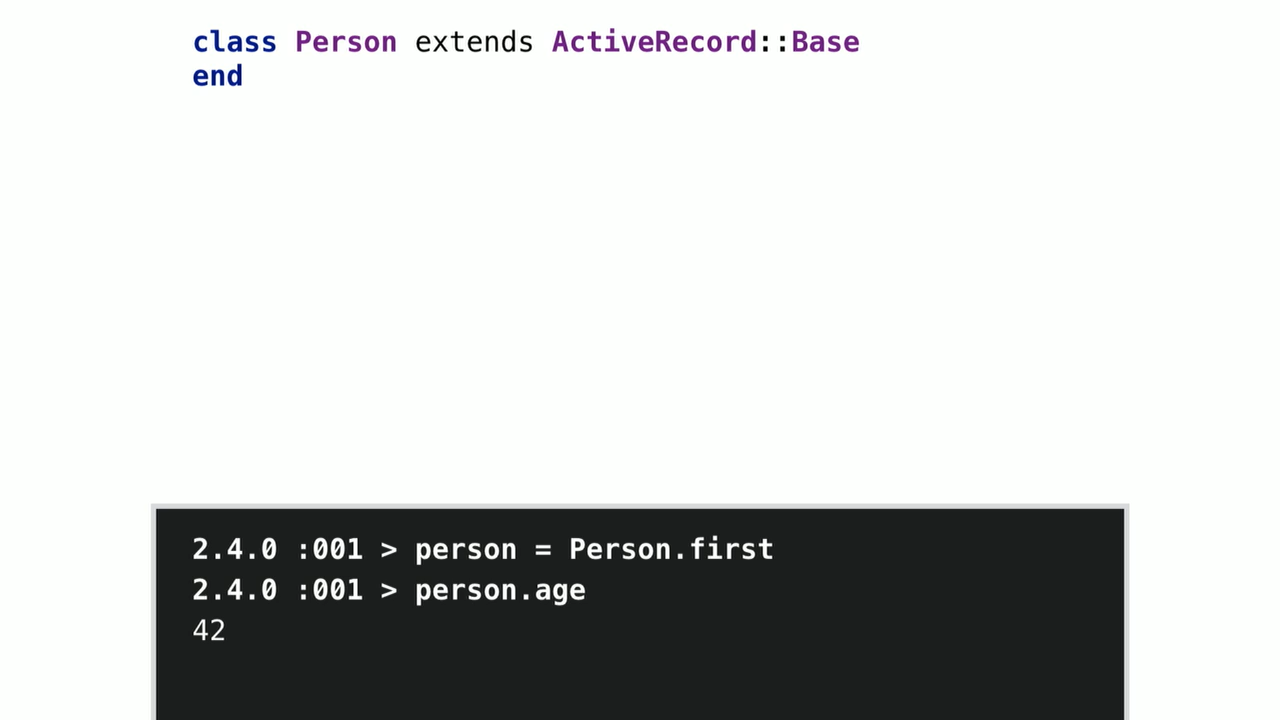 class Person extends ActiveRecord::Base
end
2.4.0 :001 > person = Person.first
2.4.0 :001 > person.age
42